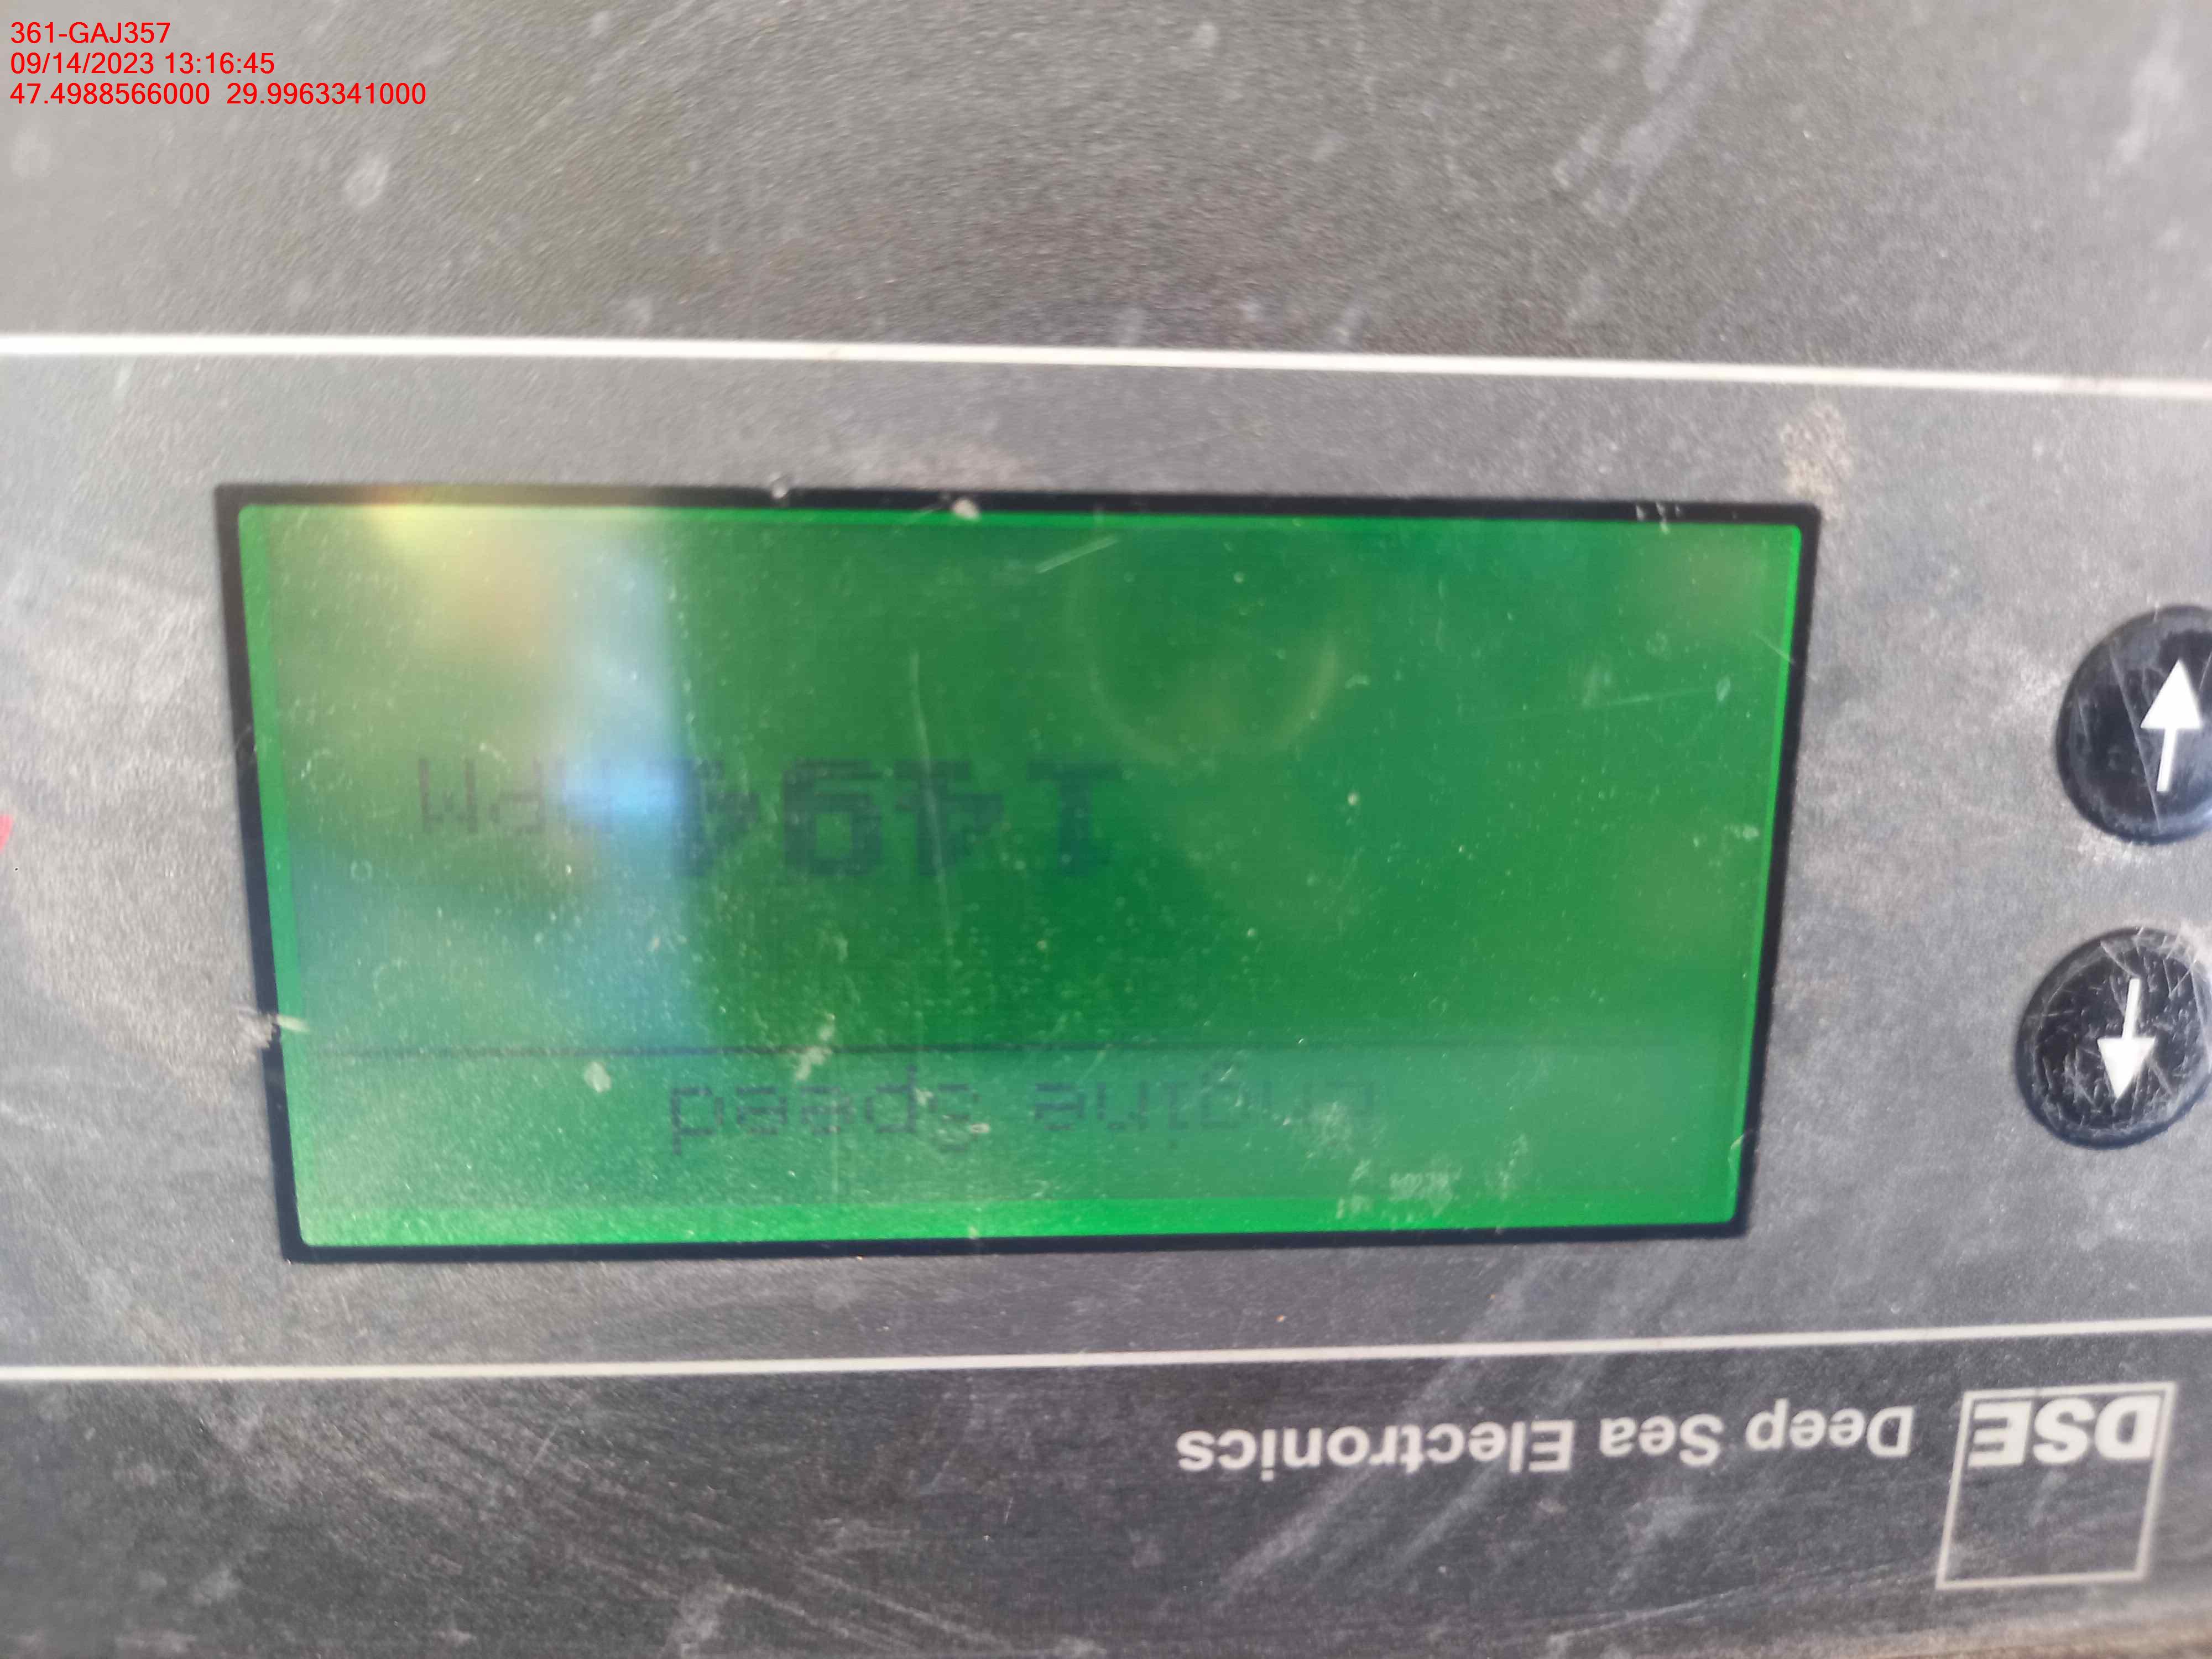 361-GAJ357
09/14/2023 13:16:45
47.4988566000 29.9963341000
DSE Deep Sea Electronics
Engine Speed
1494 RPM